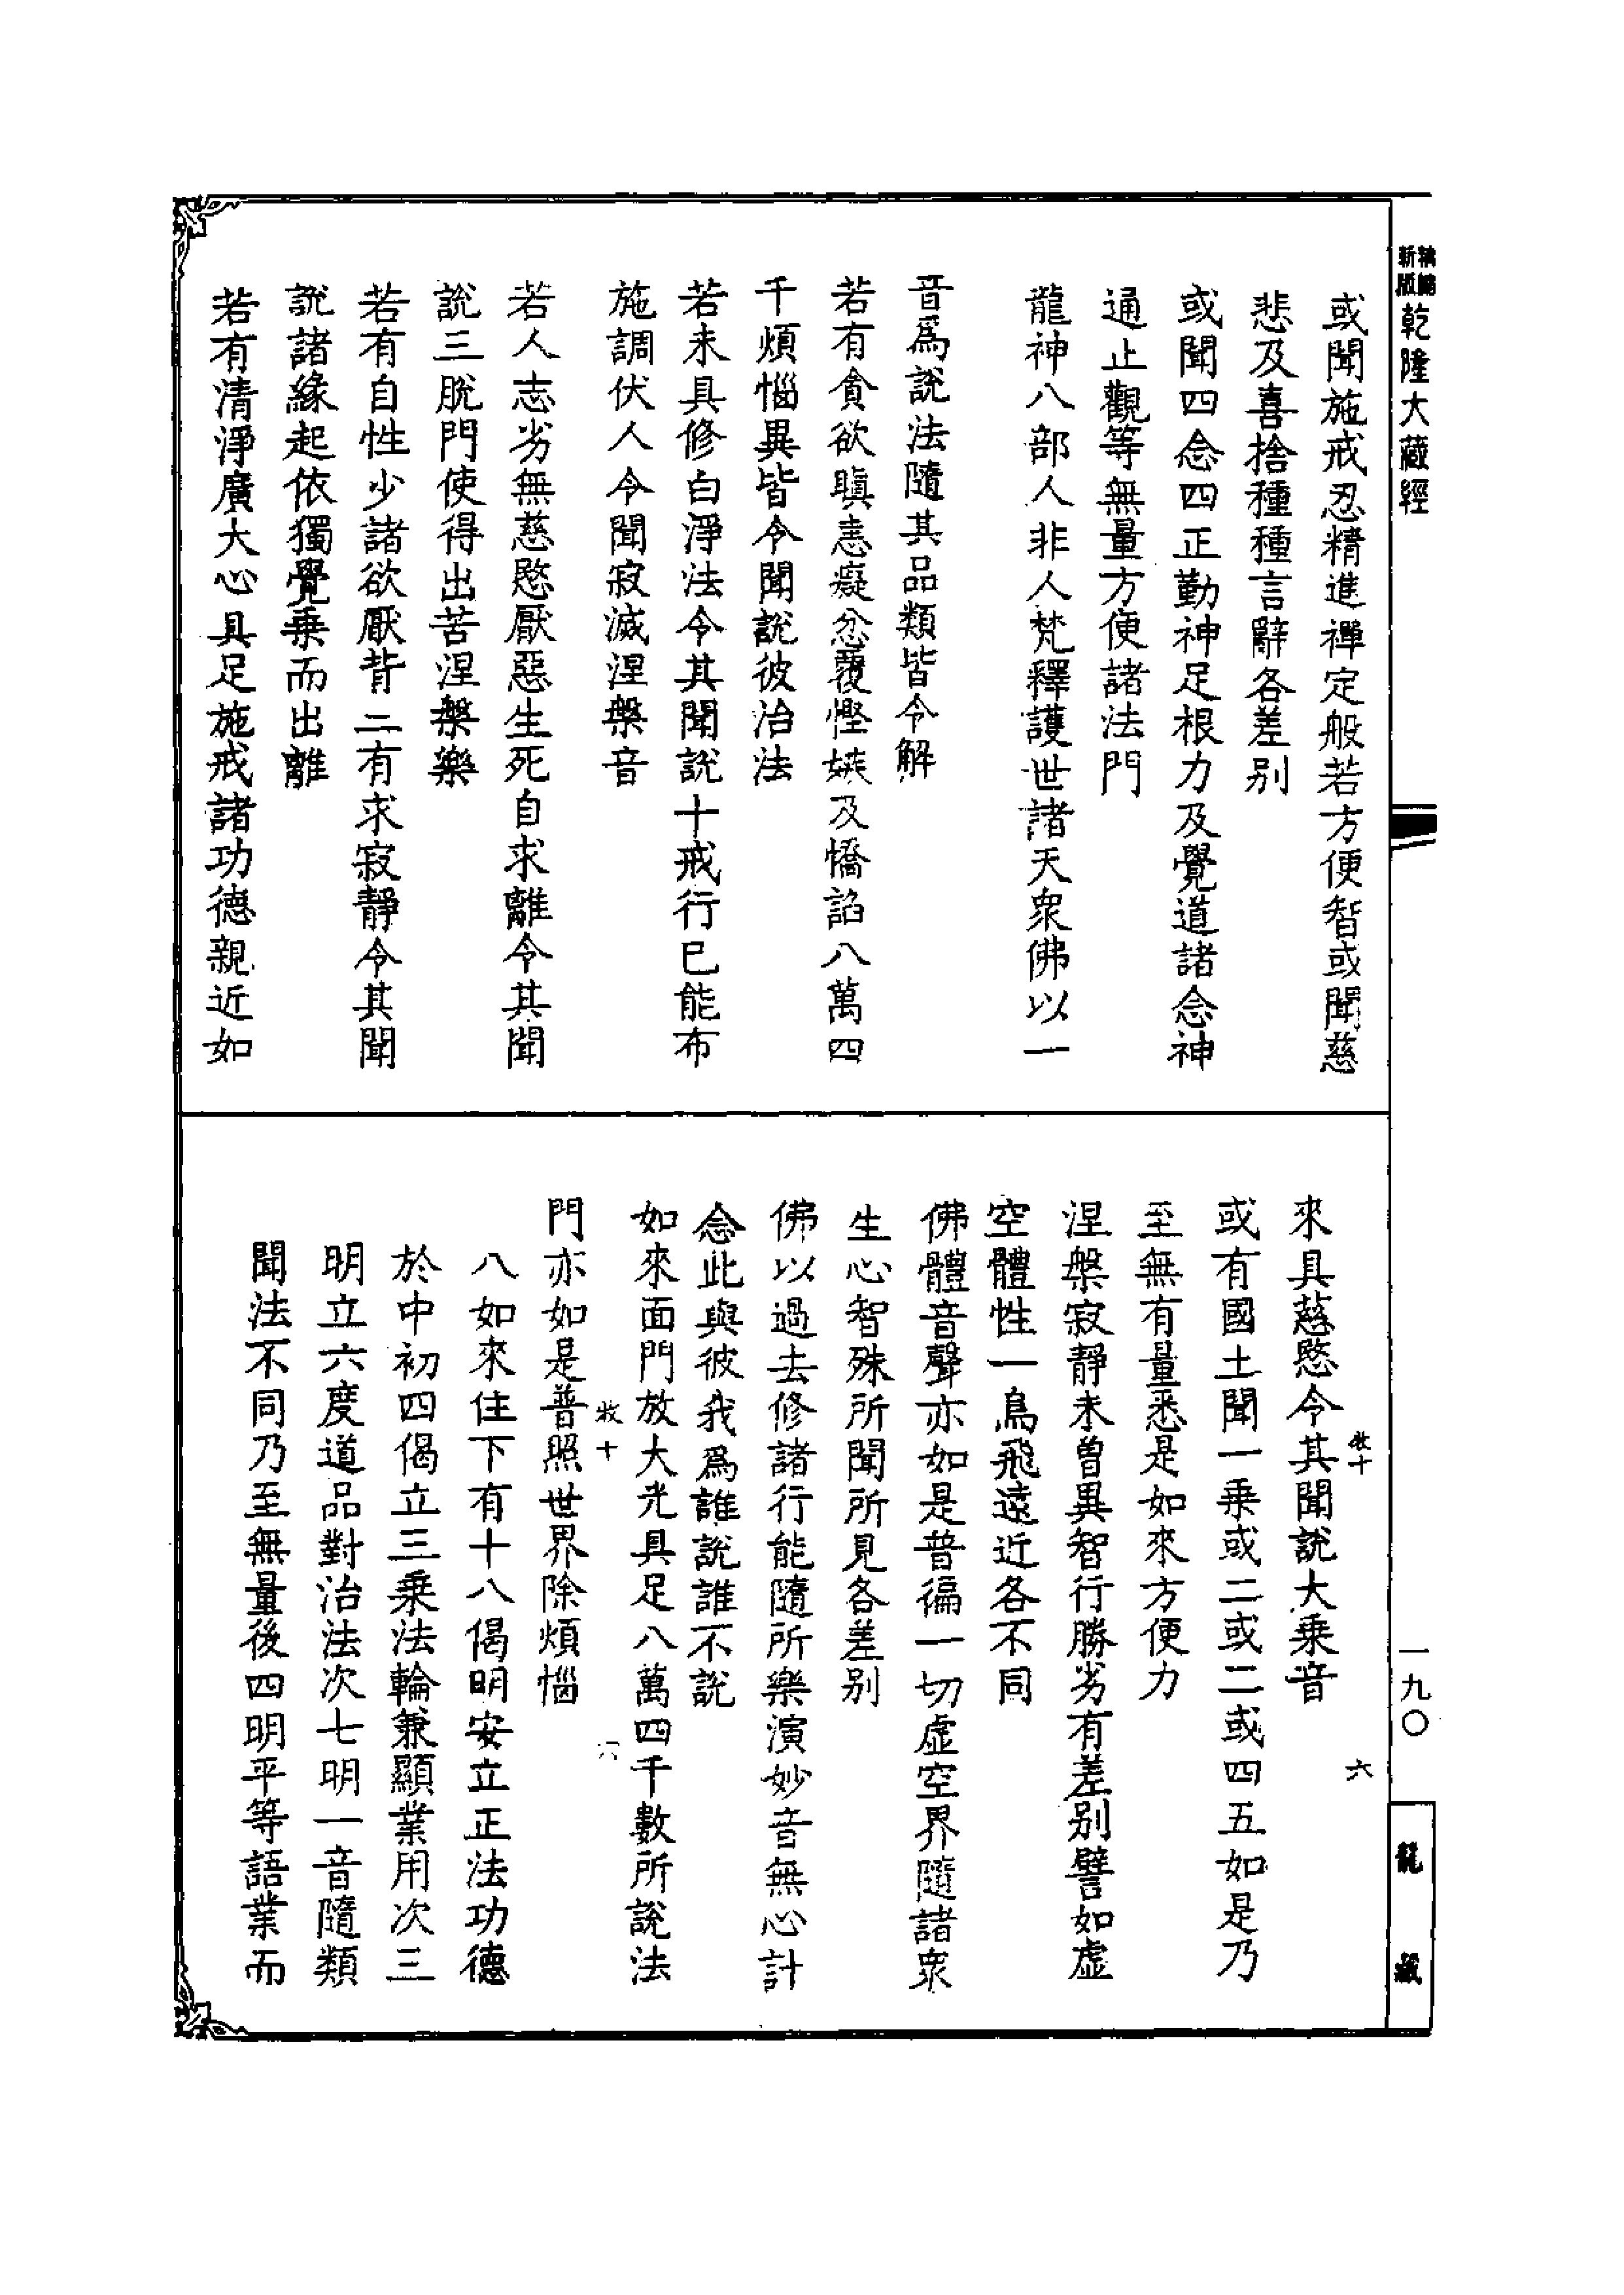 新版
乾隆大藏經
或聞施戒忍精進禪定般若方便智或聞慈
悲及喜捨種種言辭各差别
或聞四念四正勤神足根力及覺道諸念神
通止觀等無量方便諸法門
龍神八部人非人梵釋護世諸天衆佛以一
音爲說法隨其品類皆令解
若有貪欲瞋恚癡忿覆慳嫉及憍諂八萬四
千煩惱異皆令聞說彼治法
若未具修白淨法令其聞說十戒行已能布
施調伏人令聞寂滅涅槃音
若人志劣無慈愍厭惡生死自求離令其聞
說三脫門使得出苦涅槃樂
若有自性少諸欲厭背三有求寂靜令其聞
說諸緣起依獨覺乘而出離
若有清淨廣大心具足施戒諸功德親近如
來具慈愍令其聞說大乘音
或有國土聞一乘或二或三或四五如是乃
至無有量悉是如來方便力
涅槃寂靜未曾異智行勝劣有差别譬如虛
空體性一鳥飛遠近各不同
佛體音聲亦如是普徧一切虛空界隨諸衆
生心智殊所聞所見各差别
佛以過去修諸行能隨所樂演妙音無心計
念此與彼我爲誰說誰不說
如來面門放大光具足八萬四千數所說法
門亦如是普照世界除煩惱
八如來住下有十八偈明安立正法功德
於中初四偈立三乘法輪兼顯業用次三
明立六度道品對治法次七明一音隨類
聞法不同乃至無量後四明平等語業而
一九〇
六
龍藏